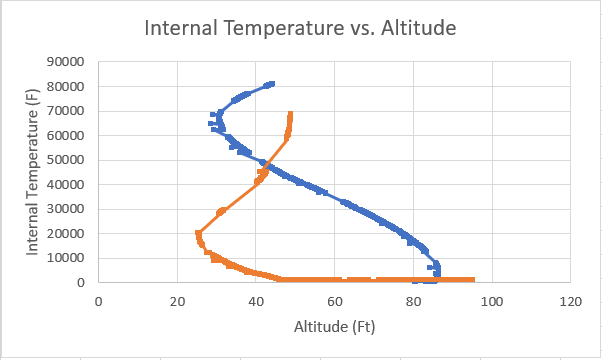 Internal Temperature vs. Altitude
Internal Temperature (F)
90000
80000
70000
60000
50000
40000
30000
20000
10000
0
0 20 40 60 80 100 120
Altitude (Ft)